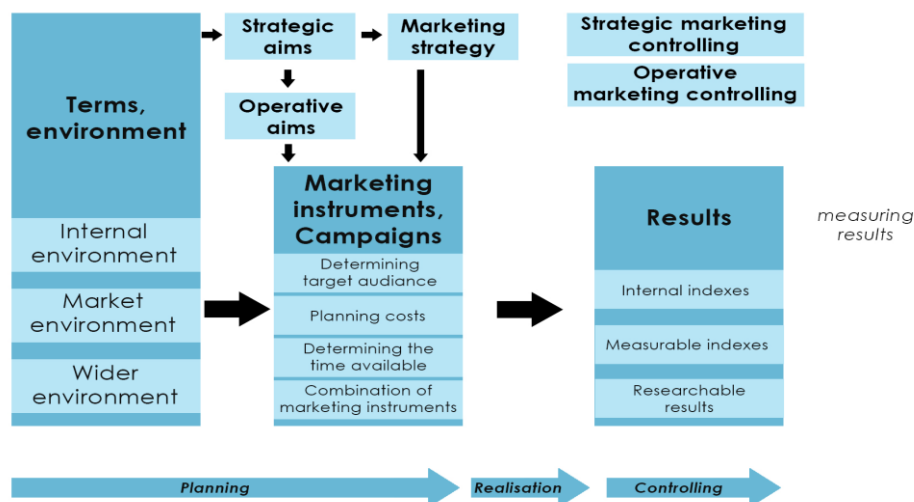 Terms,
environment
Internal
environment
Market
environment
Wider
environment
Strategic
aims
Marketing
strategy
Operative
aims
Marketing
instruments,
Campaigns
Determining
target audiance
Planning costs
Determining the
time available
Combination of
marketing instruments
Strategic marketing
controlling
Operative
marketing controlling
Results
Internal indexes
Measurable indexes
Researchable
results
measuring
results
Planning
Realisation
Controlling